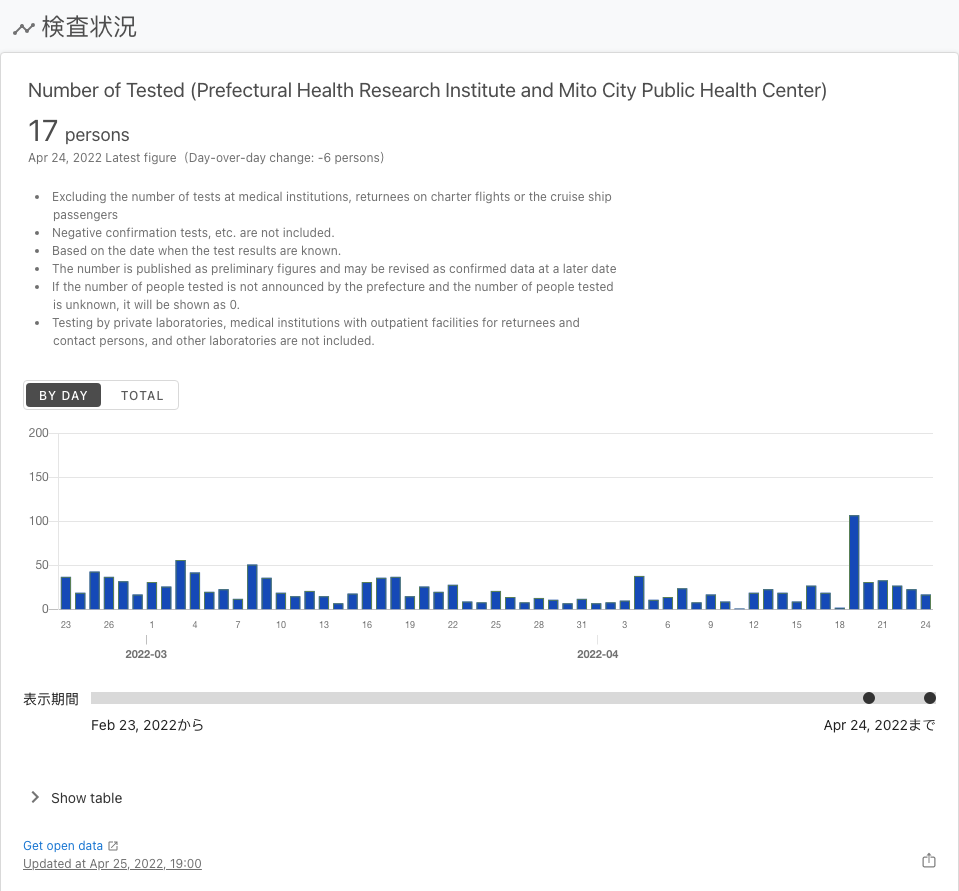 検査状況
Number of Tested (Prefectural Health Research Institute and Mito City Public Health Center)
17 persons
Apr 24, 2022 Latest figure (Day-over-day change: -6 persons)
• Excluding the number of tests at medical institutions, returnees on charter flights or the cruise ship
passengers
• Negative confirmation tests, etc. are not included.
• Based on the date when the test results are known.
• The number is published as preliminary figures and may be revised as confirmed data at a later date
• If the number of people tested is not announced by the prefecture and the number of people tested
is unknown, it will be shown as 0.
• Testing by private laboratories, medical institutions with outpatient facilities for returnees and
contact persons, and other laboratories are not included.
BY DAY TOTAL
200
150
100
50
0
23 26 1 4 7 10 13 16 19 22 25 28 31 3 6 9 12 15 18 21 24
2022-03 2022-04
表示期間
Feb 23, 2022から Apr 24, 2022まで
Show table
Get open data
Updated at Apr 25, 2022, 19:00